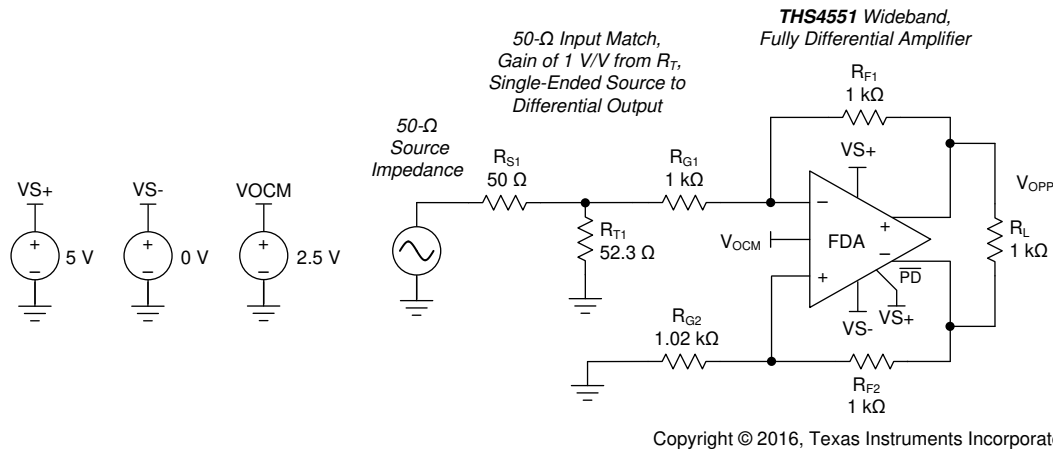 THS4551 Wideband,
Fully Differential Amplifier
50-Ω Input Match,
Gain of 1 V/V from RT,
Single-Ended Source to
Differential Output
50-Ω
Source
Impedance
VS+
5 V
VS-
0 V
VOCM
2.5 V
RS1
50 Ω
RT1
52.3 Ω
RG1
1 kΩ
RF1
1 kΩ
VS+
VOCM
FDA
PD
VS+
VS-
VOPP
RL
1 kΩ
RG2
1.02 kΩ
RF2
1 kΩ
Copyright © 2016, Texas Instruments Incorporate